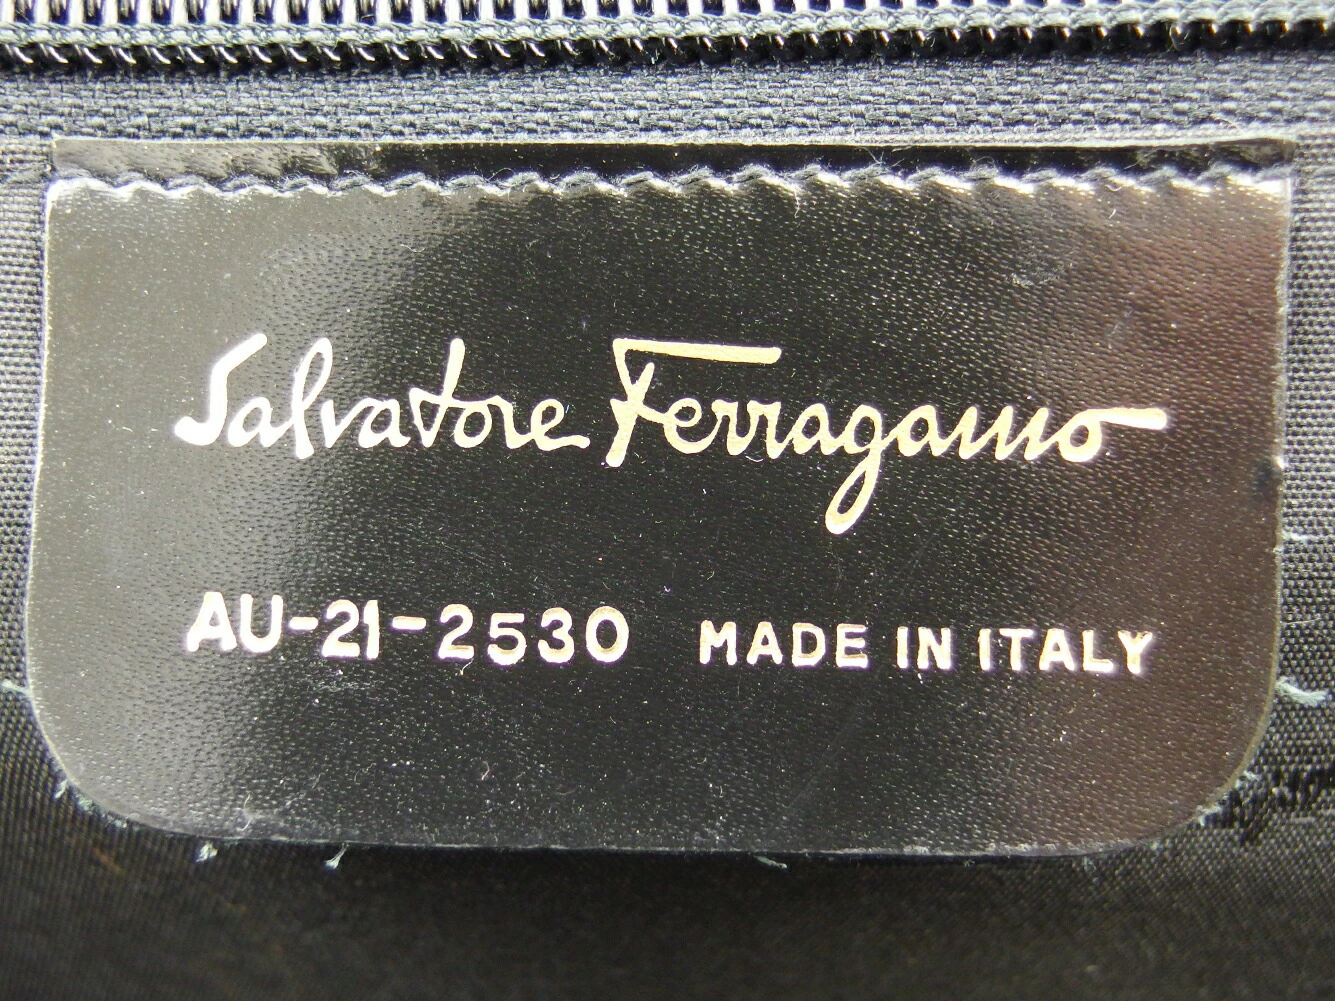 Salvatore Ferragamo
AU-21-2530 MADE IN ITALY